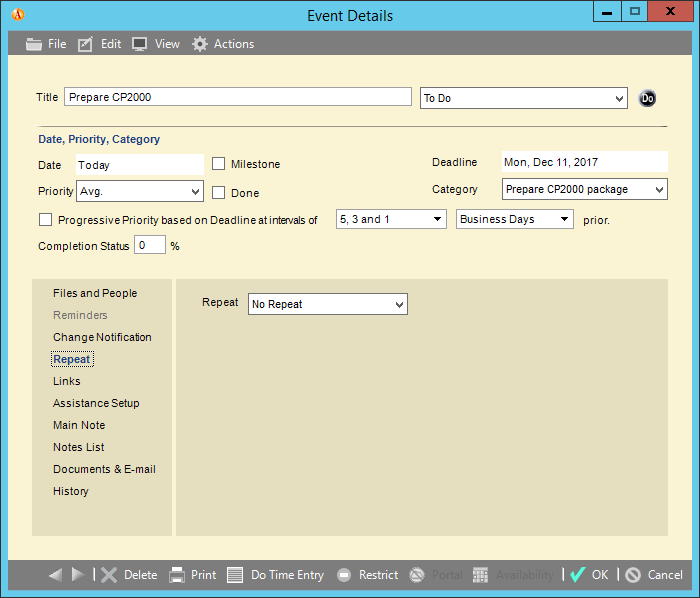 Event Details
File Edit View Actions
Title Prepare CP2000 To Do Do
Date, Priority, Category
Date Today Milestone Deadline Mon, Dec 11, 2017
Priority Avg. Done Category Prepare CP2000 package
Progressive Priority based on Deadline at intervals of 5, 3 and 1 Business Days prior.
Completion Status 0 %
Files and People
Repeat No Repeat
Reminders
Change Notification
Repeat
Links
Assistance Setup
Main Note
Notes List
Documents & E-mail
History
Delete Print Do Time Entry Restrict Portal Availability OK Cancel